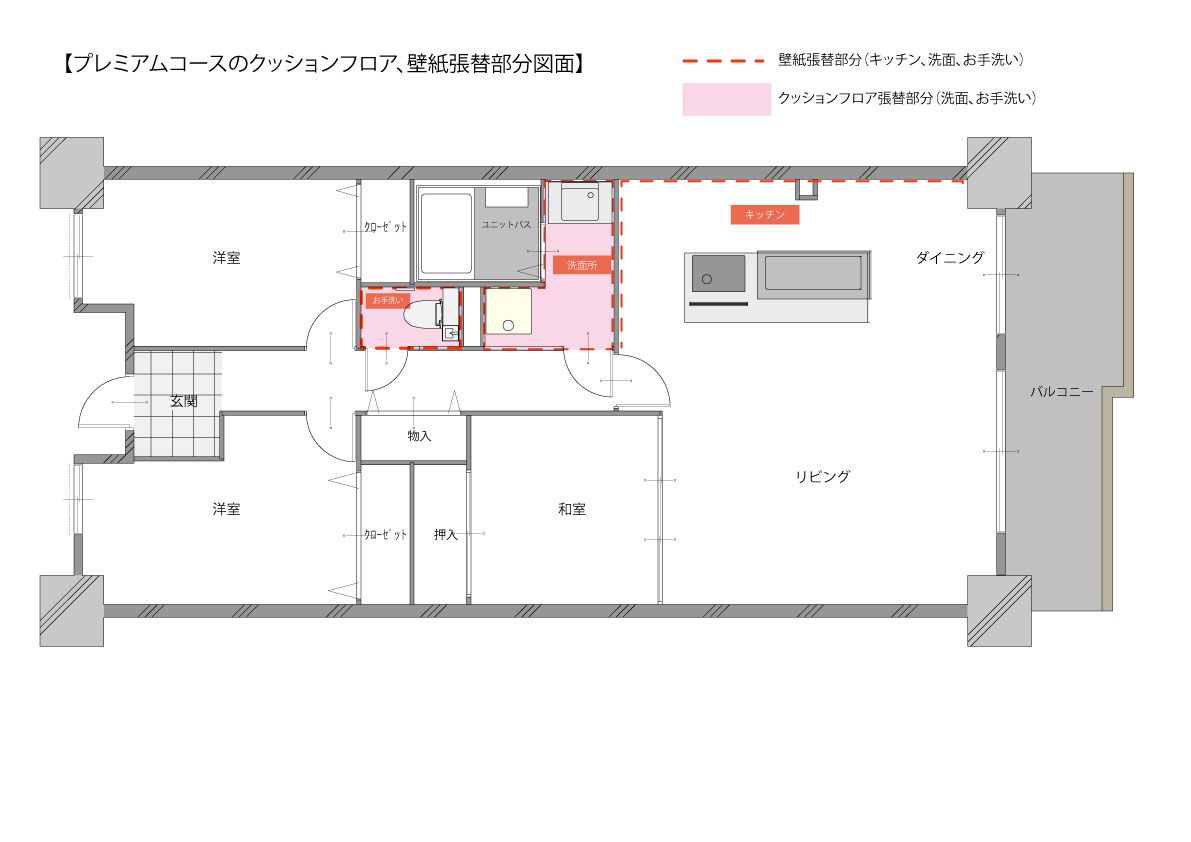 【プレミアムコースのクッションフロア、壁紙張替部分図面】
壁紙張替部分(キッチン、洗面、お手洗い)
クッションフロア張替部分(洗面、お手洗い)
キッチン
クローゼット
ユニットバス
洋室
ダイニング
洗面所
お手洗い
玄関
バルコニー
物入
リビング
洋室
和室
クローゼット
押入